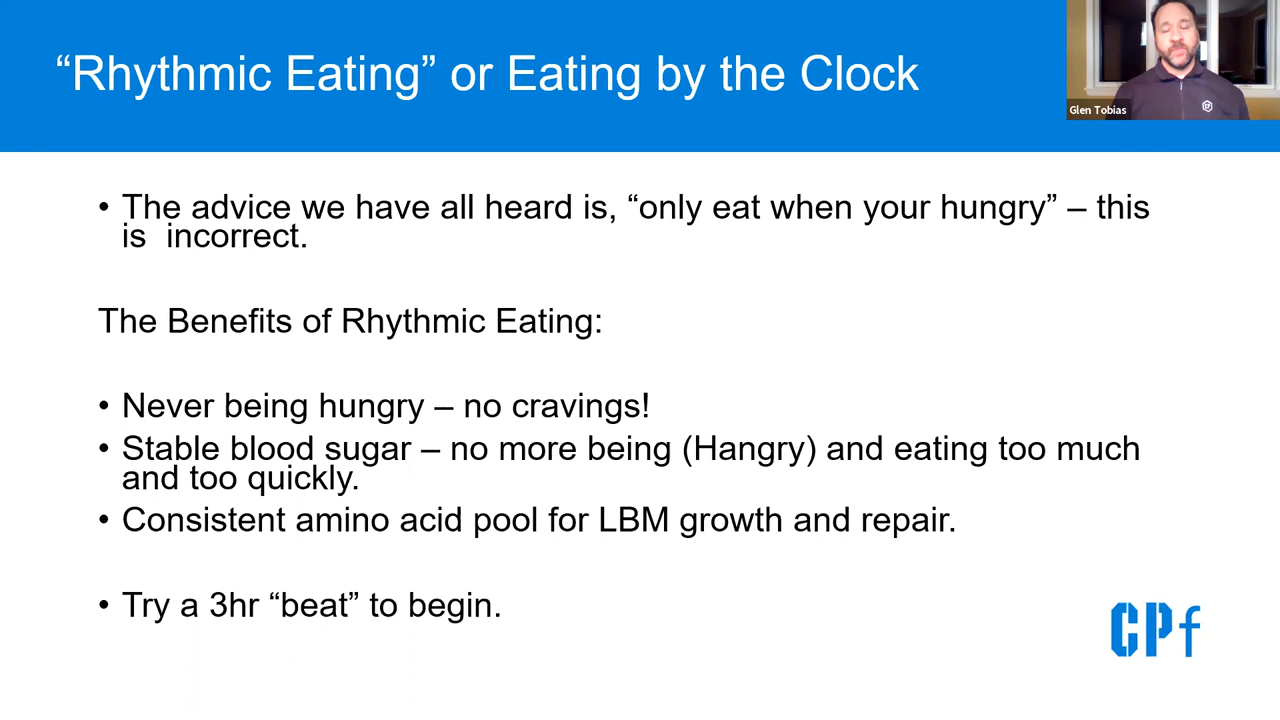 “Rhythmic Eating” or Eating by the Clock
Glen Tobias
• The advice we have all heard is, “only eat when your hungry” – this
is  incorrect.
The Benefits of Rhythmic Eating:
• Never being hungry – no cravings!
• Stable blood sugar – no more being (Hangry) and eating too much
and too quickly.
• Consistent amino acid pool for LBM growth and repair.
• Try a 3hr “beat” to begin.
CPf